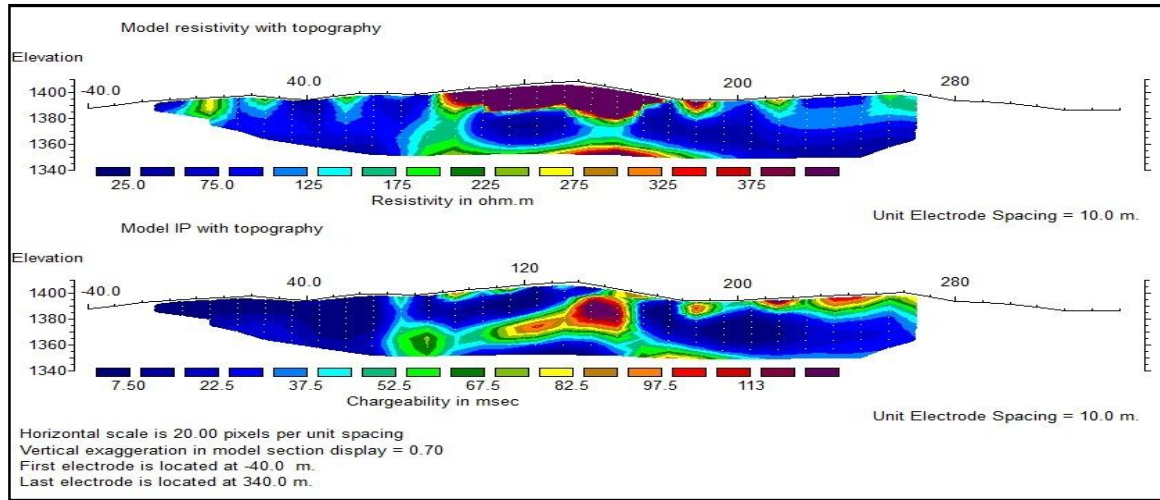 Model resistivity with topography
Elevation
-40.0 40.0 200 280
1400
1380
1360
1340
25.0 75.0 125 175 225 275 325 375
Resistivity in ohm.m
Unit Electrode Spacing = 10.0 m.
Model IP with topography
Elevation
-40.0 40.0 120 200 280
1400
1380
1360
1340
7.50 22.5 37.5 52.5 67.5 82.5 97.5 113
Chargeability in msec
Unit Electrode Spacing = 10.0 m.
Horizontal scale is 20.00 pixels per unit spacing
Vertical exaggeration in model section display = 0.70
First electrode is located at -40.0 m.
Last electrode is located at 340.0 m.